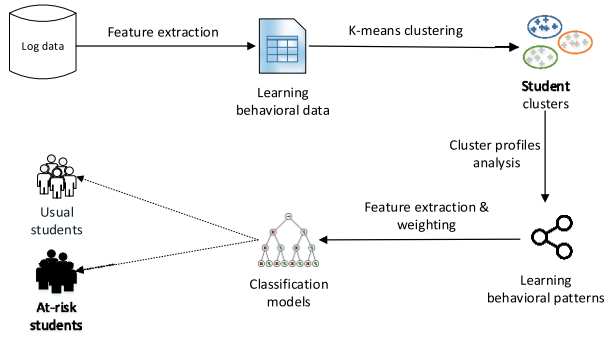 Log data
Feature extraction
Learning
behavioral data
K-means clustering
Student
clusters
Cluster profiles
analysis
Learning
behavioral patterns
Feature extraction &
weighting
Classification
models
Usual
students
At-risk
students